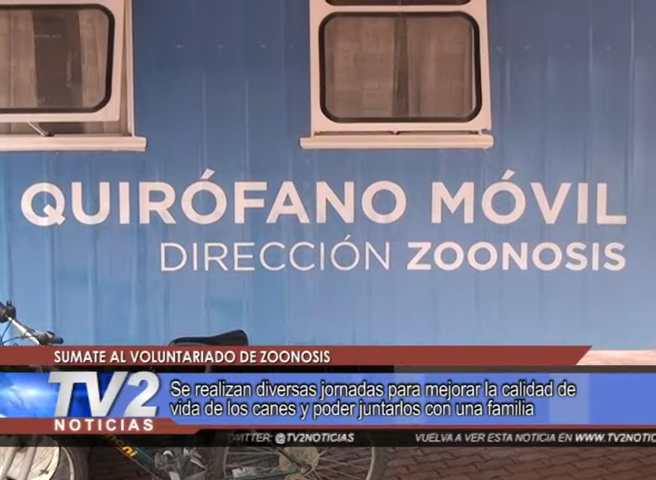 QUIRÓFANO MÓVIL
DIRECCIÓN ZOONOSIS
SUMATE AL VOLUNTARIADO DE ZOONOSIS
TV2
NOTICIAS
Se realizan diversas jornadas para mejorar la calidad de
vida de los canes y poder juntarlos con una familia
TWITTER: @TV2NOTICIAS VUELVA A VER ESTA NOTICIA EN WWW.TV2NO